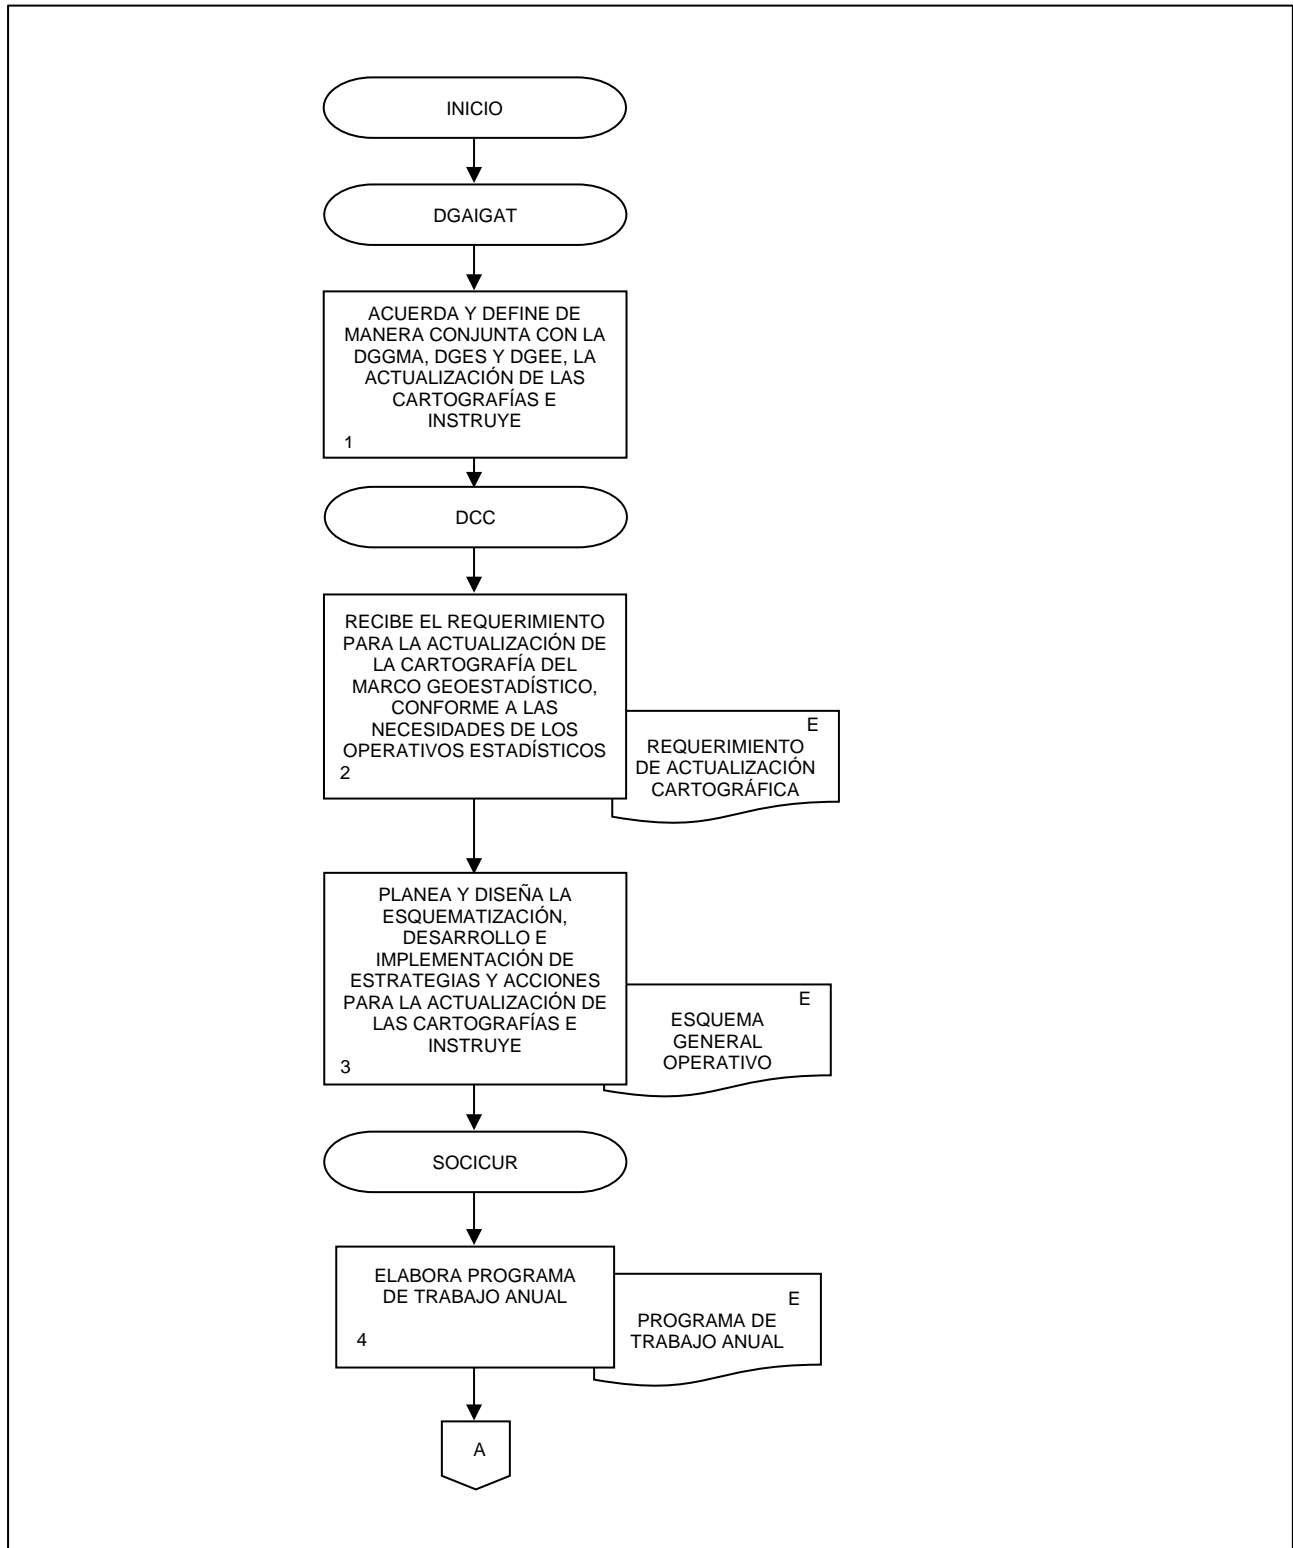 INICIO
DGAIGAT
ACUERDA Y DEFINE DE
MANERA CONJUNTA CON LA
DGGMA, DGES Y DGEE, LA
ACTUALIZACIÓN DE LAS
CARTOGRAFÍAS E
INSTRUYE
1
DCC
RECIBE EL REQUERIMIENTO
PARA LA ACTUALIZACIÓN DE
LA CARTOGRAFÍA DEL
MARCO GEOESTADÍSTICO,
CONFORME A LAS
NECESIDADES DE LOS
OPERATIVOS ESTADÍSTICOS
2
E
REQUERIMIENTO
DE ACTUALIZACIÓN
CARTOGRÁFICA
PLANEA Y DISEÑA LA
ESQUEMATIZACIÓN,
DESARROLLO E
IMPLEMENTACIÓN DE
ESTRATEGIAS Y ACCIONES
PARA LA ACTUALIZACIÓN DE
LAS CARTOGRAFÍAS E
INSTRUYE
3
E
ESQUEMA
GENERAL
OPERATIVO
SOCICUR
ELABORA PROGRAMA
DE TRABAJO ANUAL
4
E
PROGRAMA DE
TRABAJO ANUAL
A